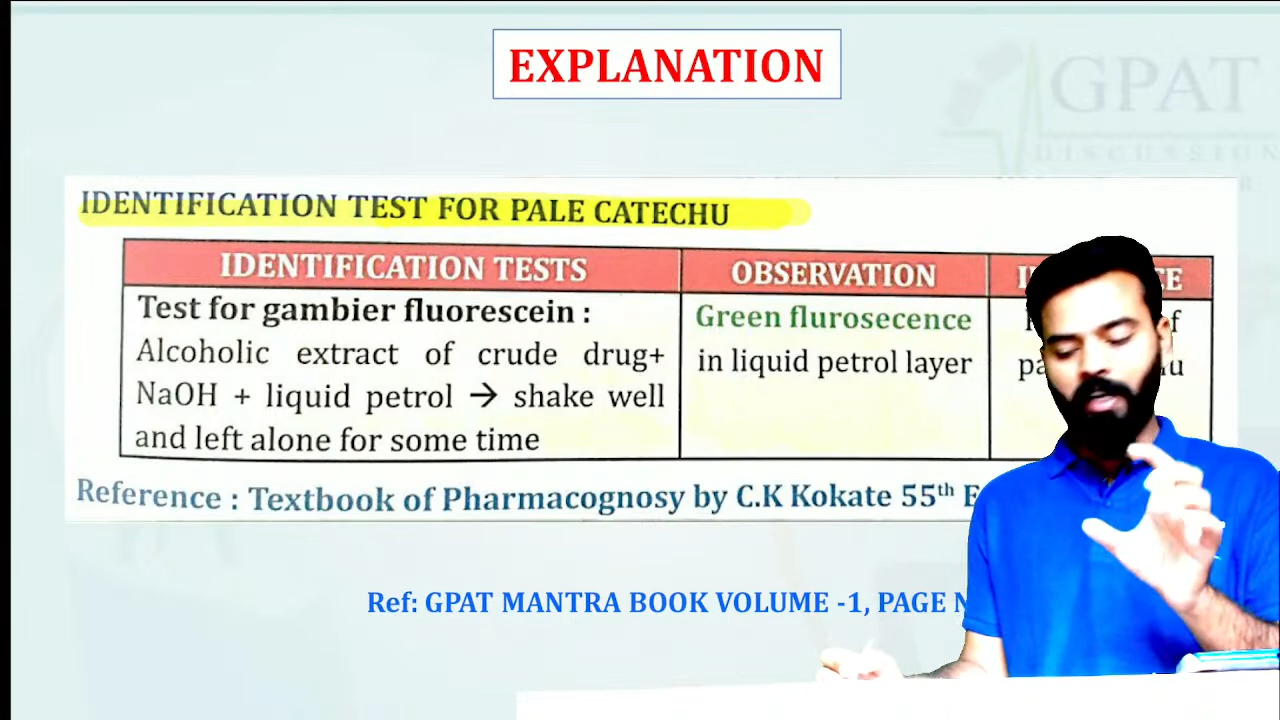 EXPLANATION
GPAT
DISCUSSION
IDENTIFICATION TEST FOR PALE CATECHU
IDENTIFICATION TESTS
OBSERVATION
Test for gambier fluorescein :
Alcoholic extract of crude drug+
NaOH + liquid petrol → shake well
and left alone for some time
Green flurosecence
in liquid petrol layer
Reference : Textbook of Pharmacognosy by C.K Kokate 55th
Ref: GPAT MANTRA BOOK VOLUME -1, PAGE